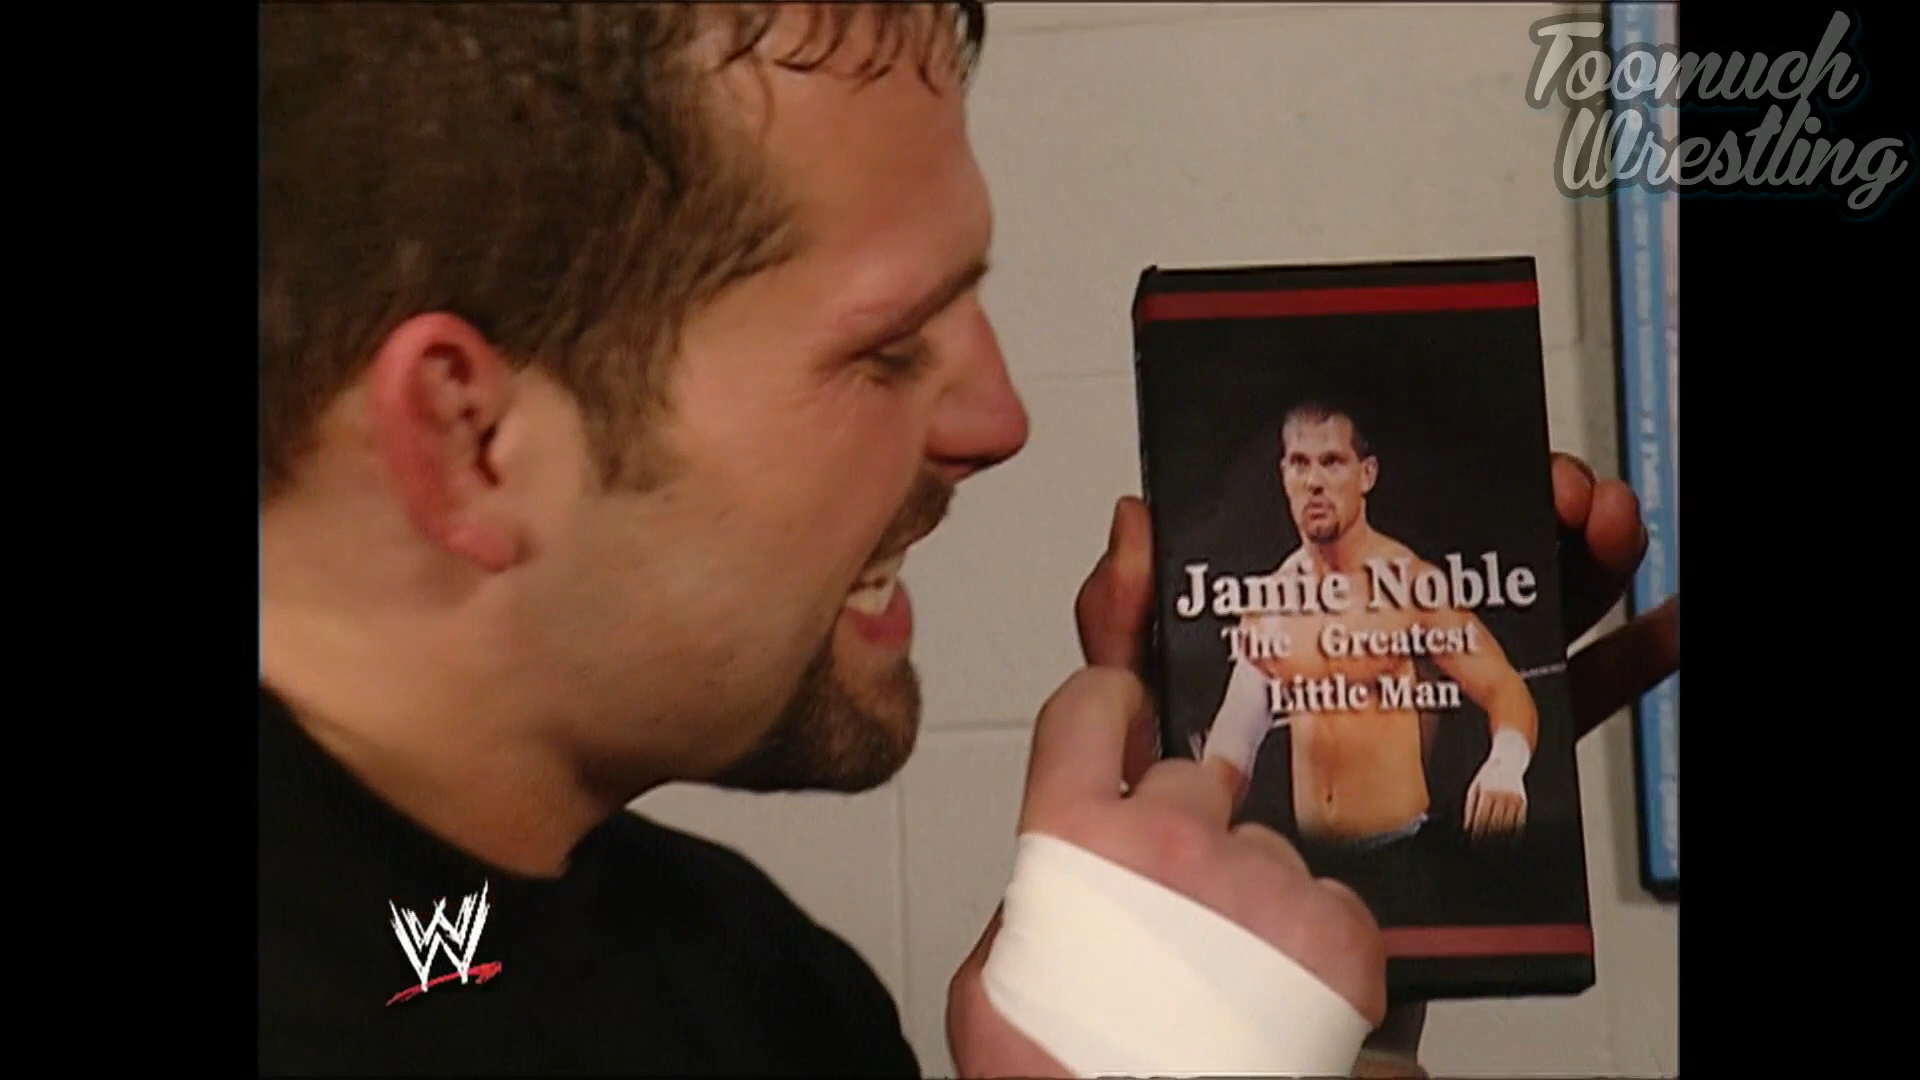 Toomuch
Wrestling
Jamie Noble
The Greatest
Little Man
W